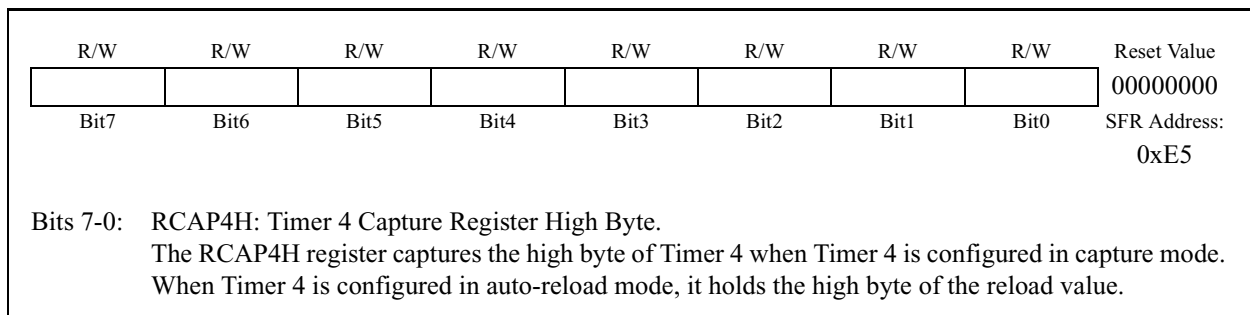 R/W R/W R/W R/W R/W R/W R/W R/W Reset Value
00000000
Bit7 Bit6 Bit5 Bit4 Bit3 Bit2 Bit1 Bit0 SFR Address:
0xE5
Bits 7-0: RCAP4H: Timer 4 Capture Register High Byte.
The RCAP4H register captures the high byte of Timer 4 when Timer 4 is configured in capture mode.
When Timer 4 is configured in auto-reload mode, it holds the high byte of the reload value.